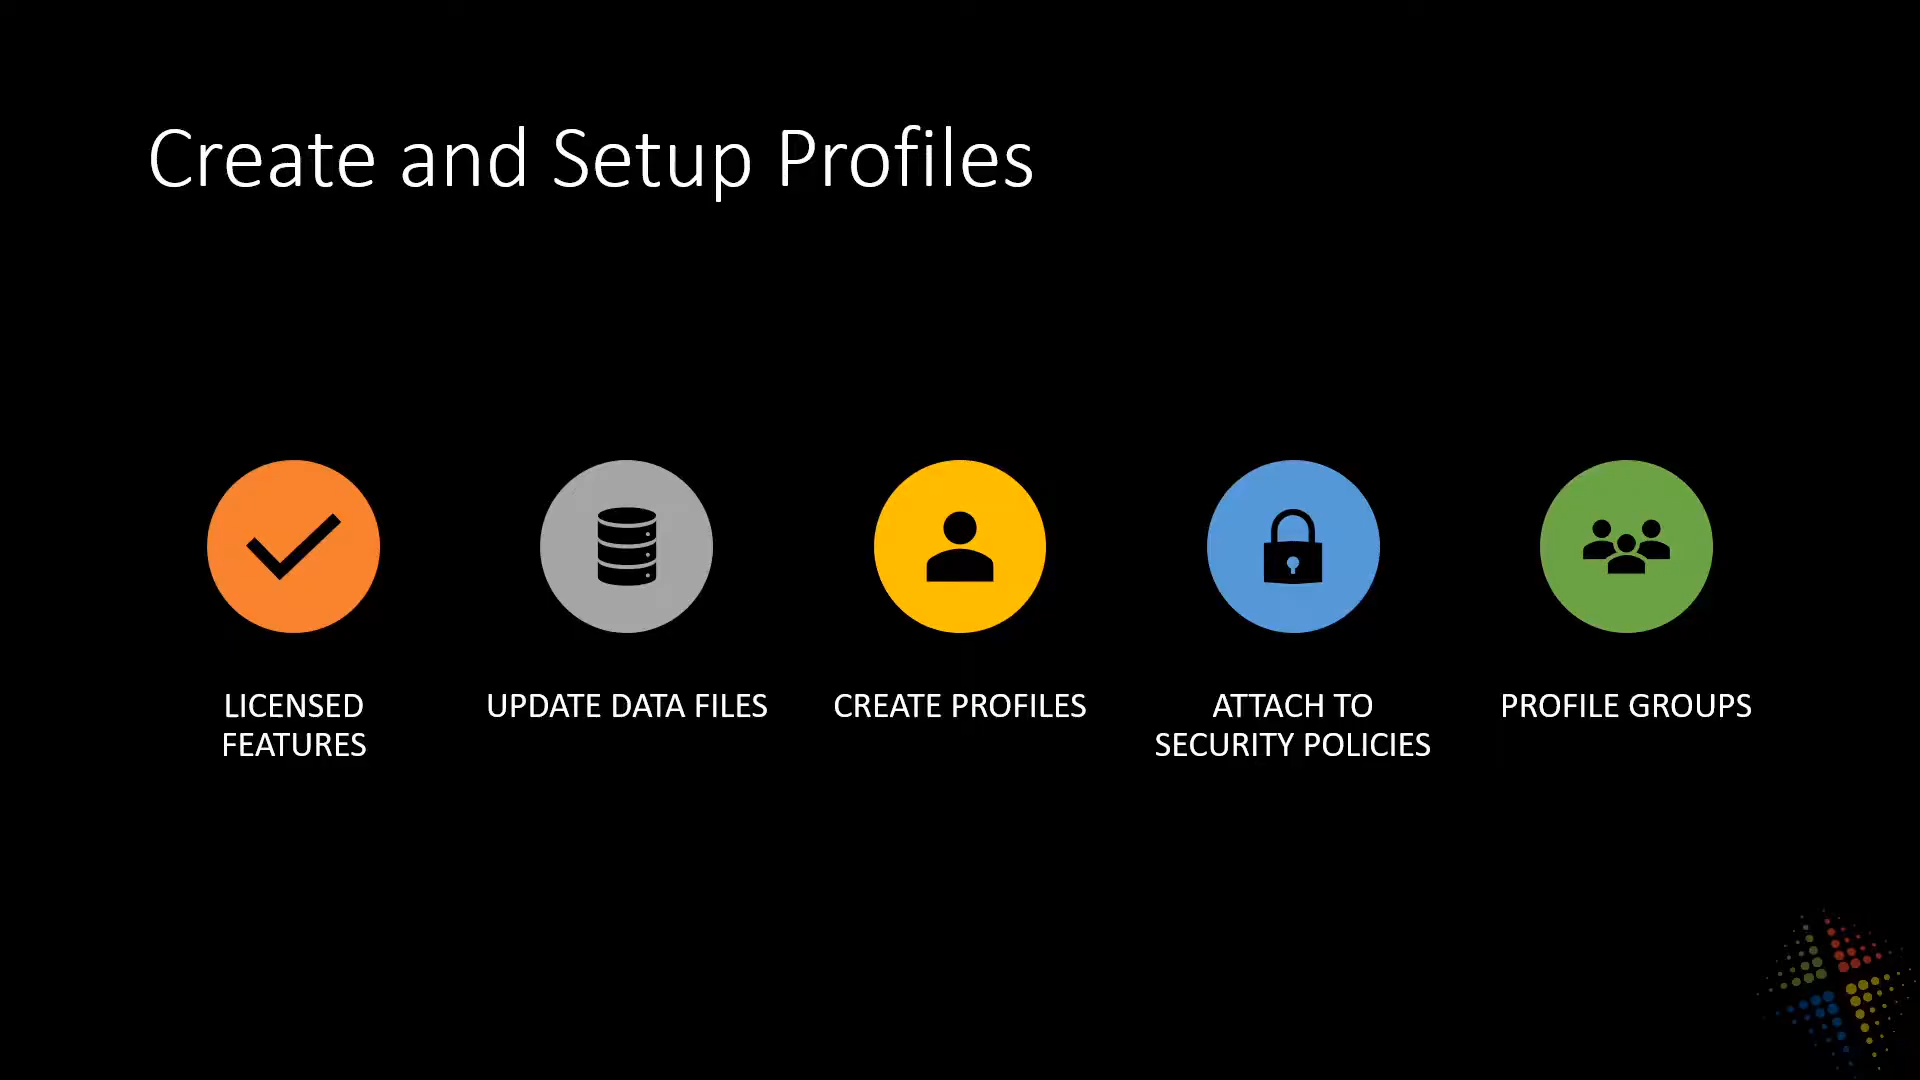 Create and Setup Profiles
LICENSED
FEATURES
UPDATE DATA FILES
CREATE PROFILES
ATTACH TO
SECURITY POLICIES
PROFILE GROUPS